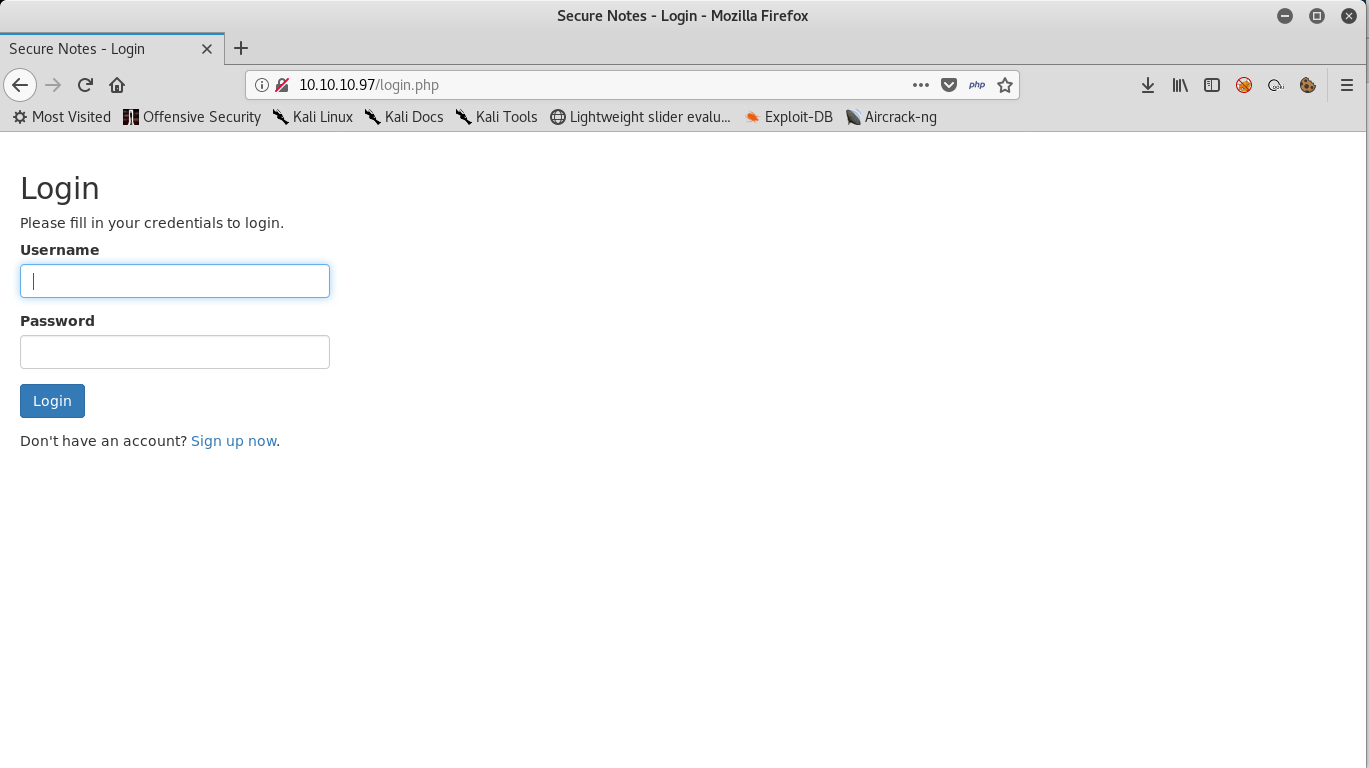 Secure Notes - Login - Mozilla Firefox
Secure Notes - Login
10.10.10.97/login.php
php
Most Visited Offensive Security Kali Linux Kali Docs Kali Tools Lightweight slider evalu... Exploit-DB Aircrack-ng
Login
Please fill in your credentials to login.
Username
Password
Login
Don't have an account? Sign up now.